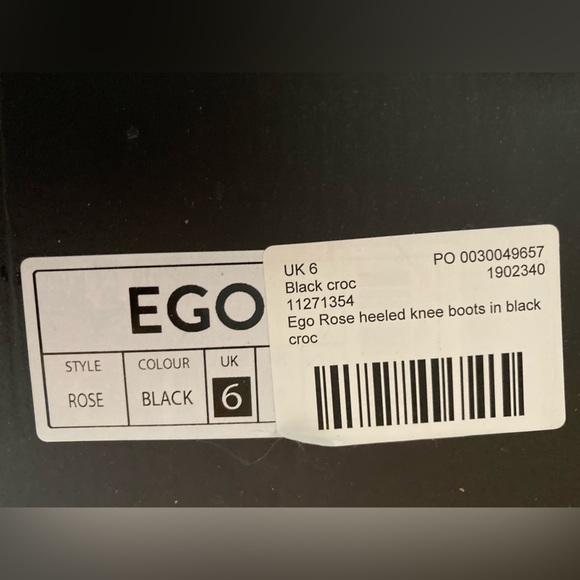 EGO
STYLE COLOUR UK
ROSE BLACK 6
UK 6 PO 0030049657
Black croc 1902340
11271354
Ego Rose heeled knee boots in black
croc